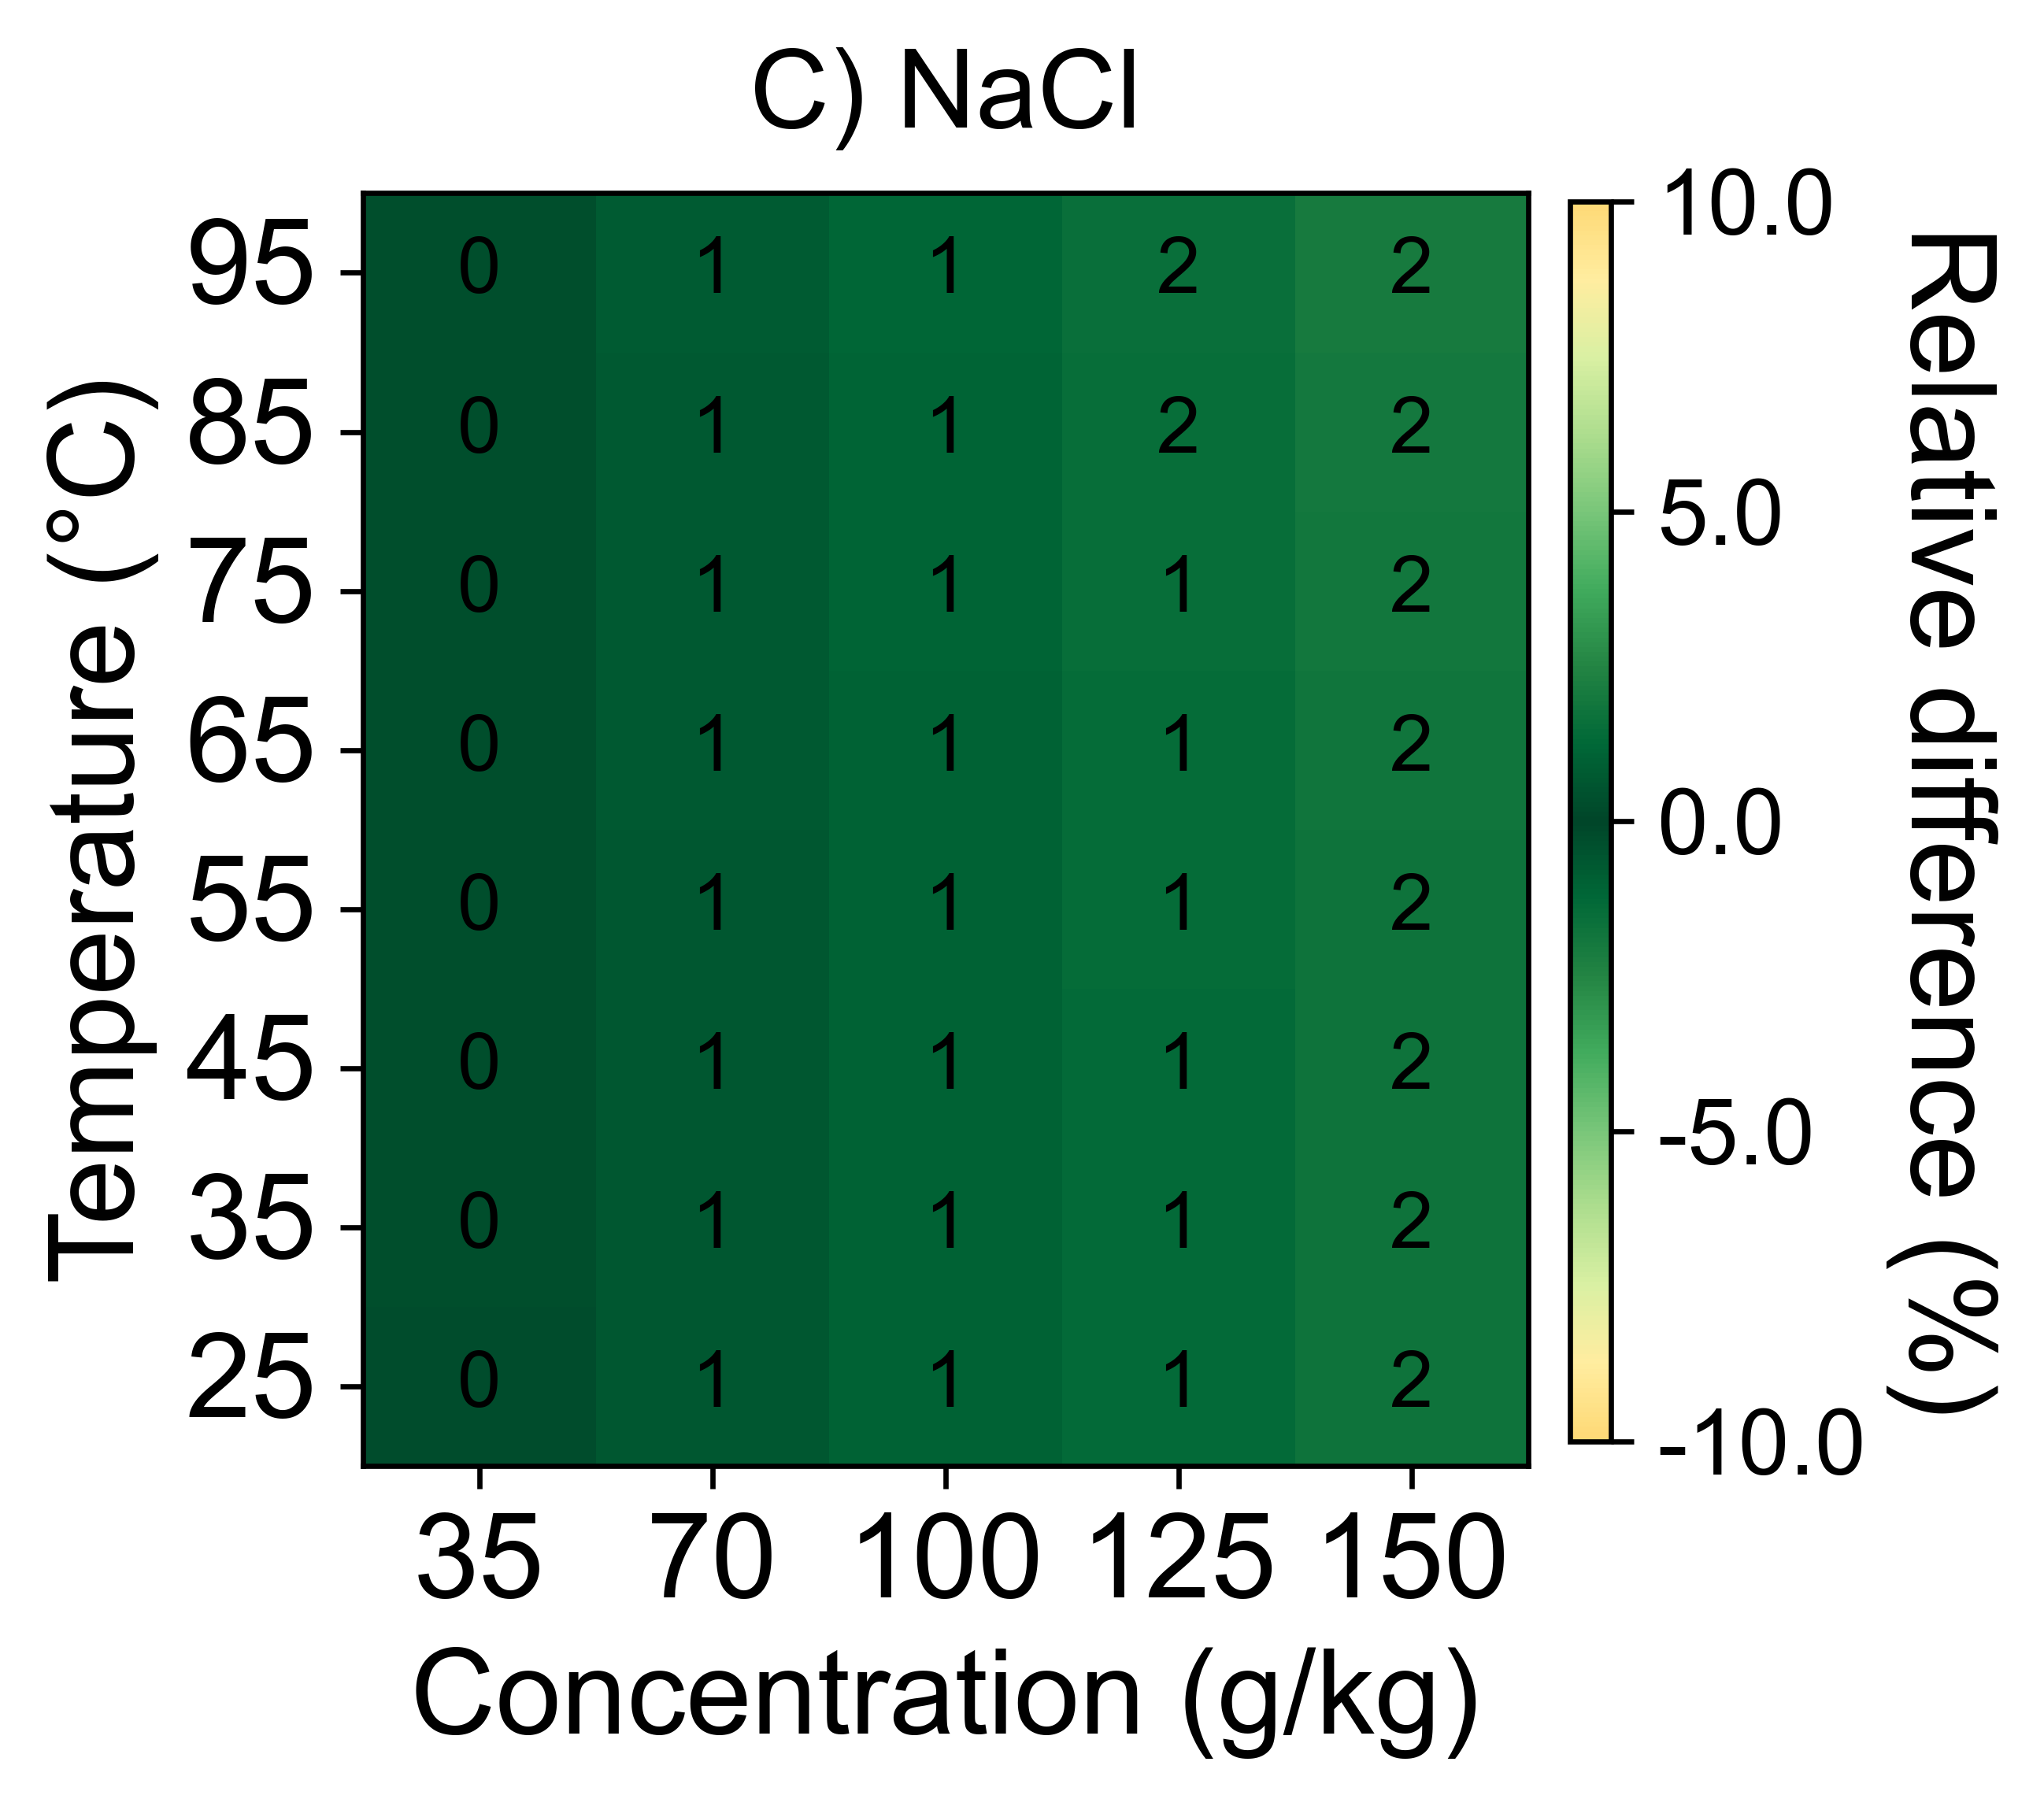 C) NaCl
Temperature (°C)
95 0 1 1 2 2
85 0 1 1 2 2
75 0 1 1 1 2
65 0 1 1 1 2
55 0 1 1 1 2
45 0 1 1 1 2
35 0 1 1 1 2
25 0 1 1 1 2
35 70 100 125 150
Concentration (g/kg)
10.0
5.0
0.0
-5.0
-10.0
Relative difference (%)